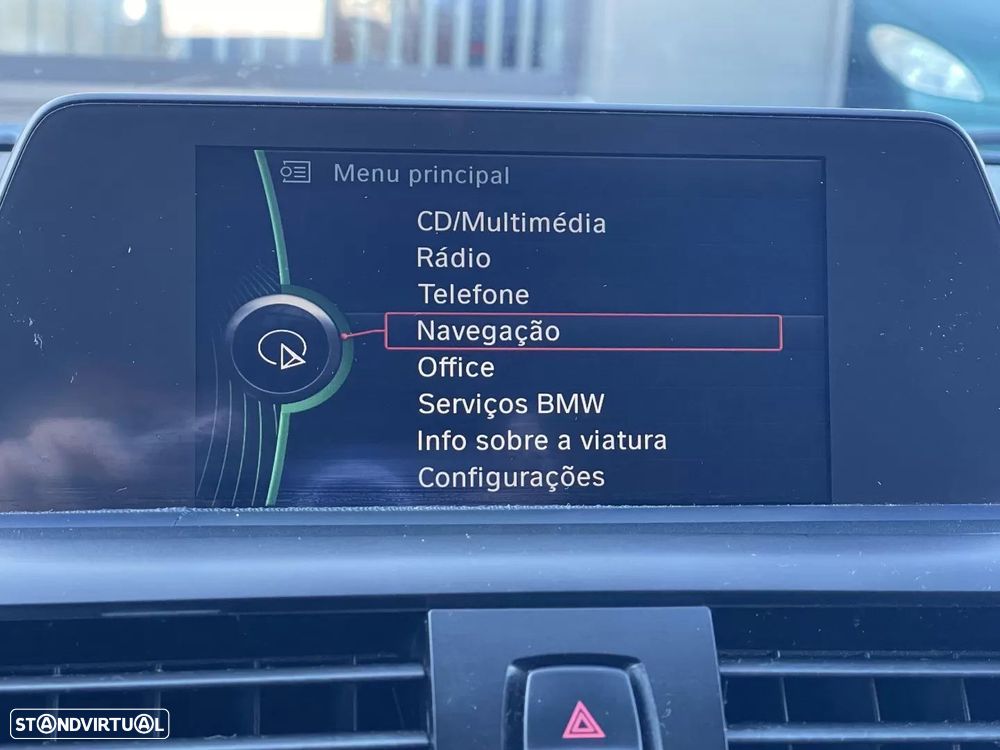 Menu principal
CD/Multimédia
Rádio
Telefone
Navegação
Office
Serviços BMW
Info sobre a viatura
Configurações
STANDVIRTUAL